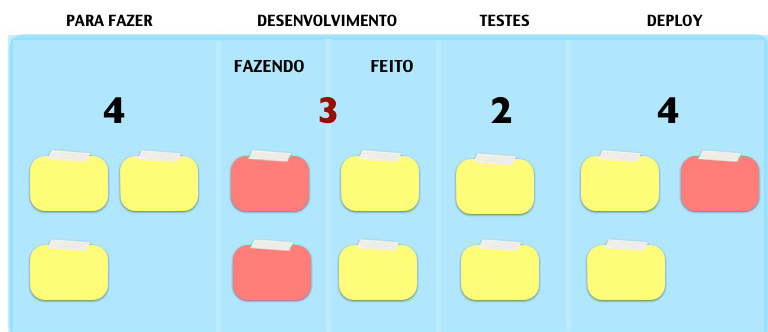 PARA FAZER DESENVOLVIMENTO TESTES DEPLOY
FAZENDO FEITO
4 3 2 4